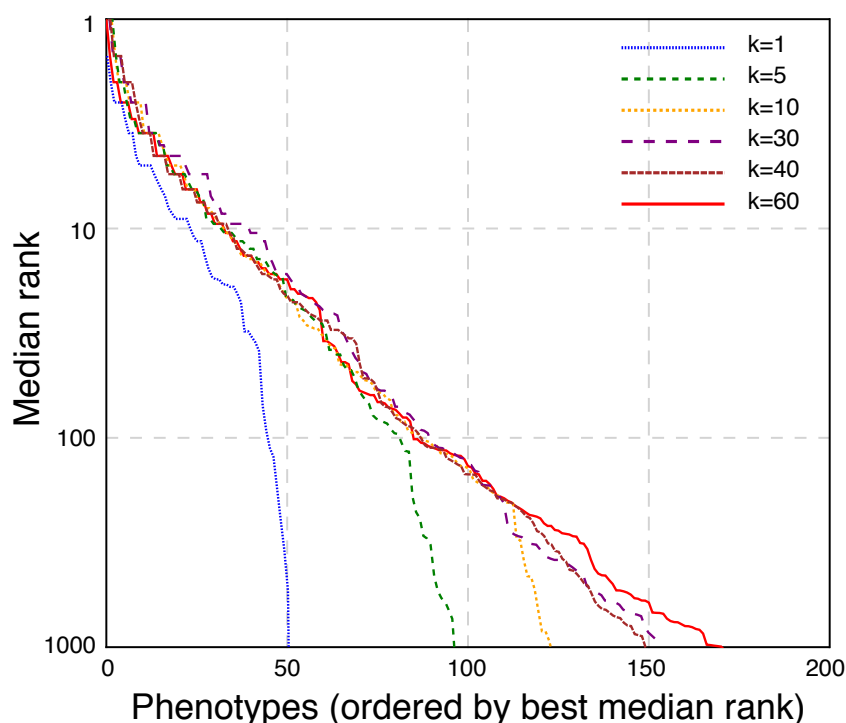 1
10
100
1000
Median rank
k=1
k=5
k=10
k=30
k=40
k=60
0 50 100 150 200
Phenotypes (ordered by best median rank)